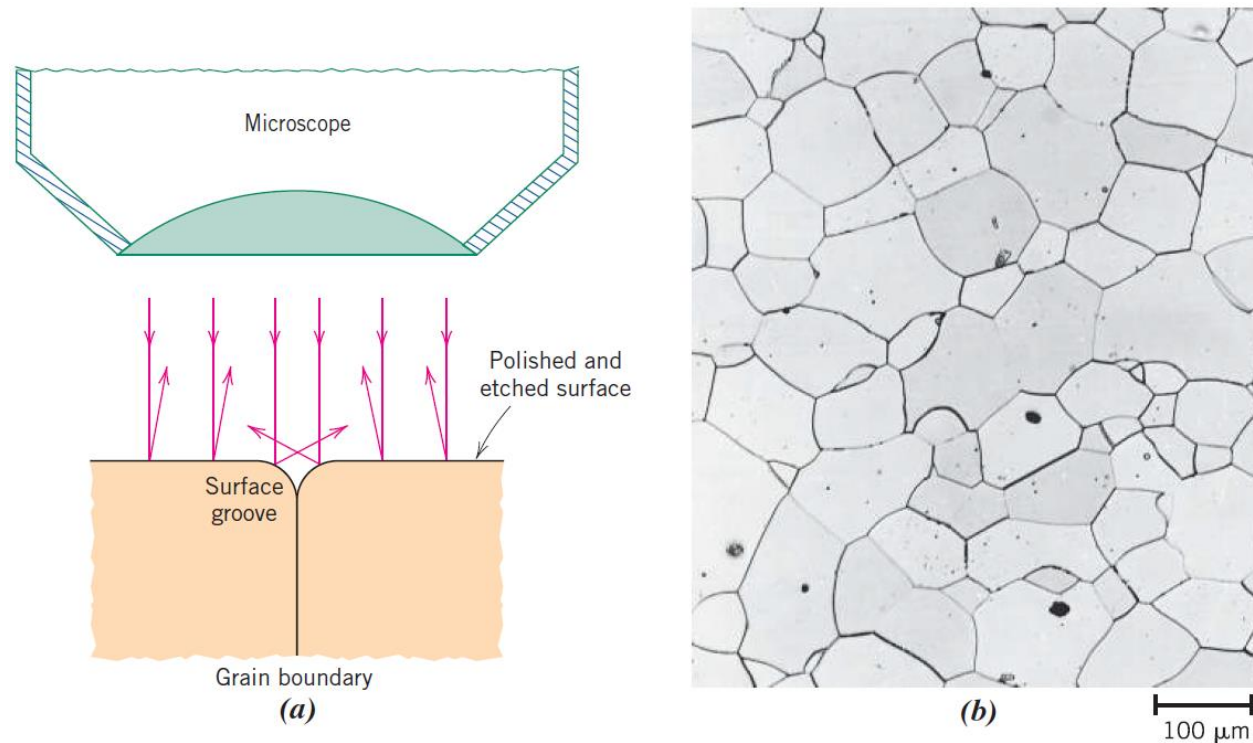 Microscope
Polished and
etched surface
Surface
groove
Grain boundary
(a)
(b)
100 μm